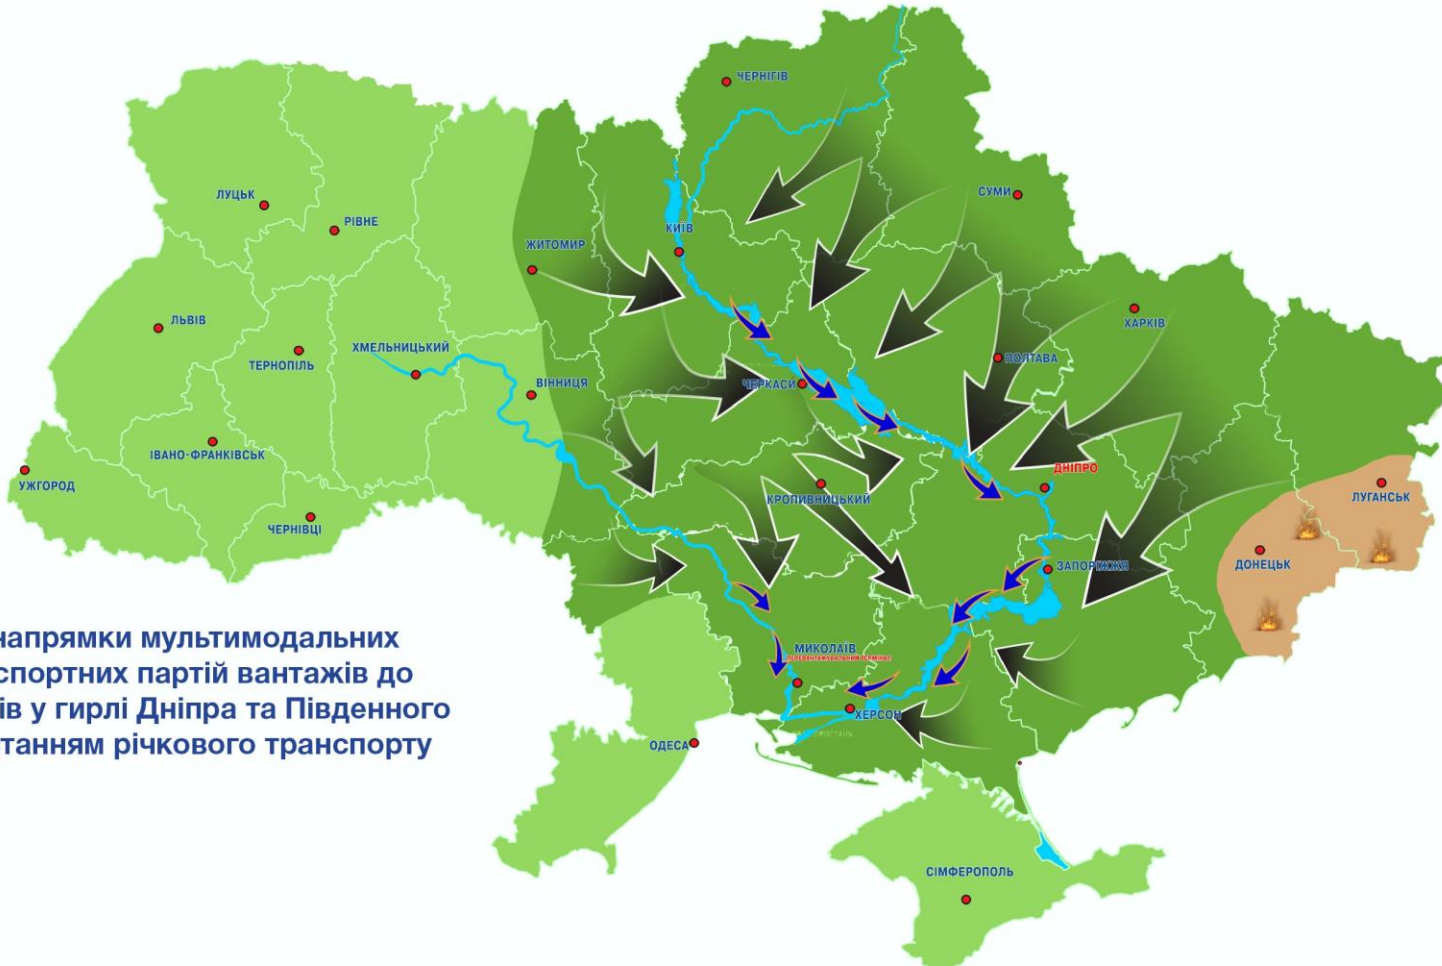 ЧЕРНІГІВ
СУМИ
ЛУЦЬК
РІВНЕ
КИЇВ
ЖИТОМИР
ЛЬВІВ
ХАРКІВ
ТЕРНОПІЛЬ
ХМЕЛЬНИЦЬКИЙ
ПОЛТАВА
ВІННИЦЯ
ЧЕРКАСИ
ІВАНО-ФРАНКІВСЬК
ДНІПРО
УЖГОРОД
КРОПИВНИЦЬКИЙ
ЛУГАНСЬК
ЧЕРНІВЦІ
ЗАПОРІЖЖЯ
ДОНЕЦЬК
напрямки мультимодальних
спортних партій вантажів до
ів у гирлі Дніпра та Південного
станням річкового транспорту
МИКОЛАЇВ
ХЕРСОН
ОДЕСА
СІМФЕРОПОЛЬ